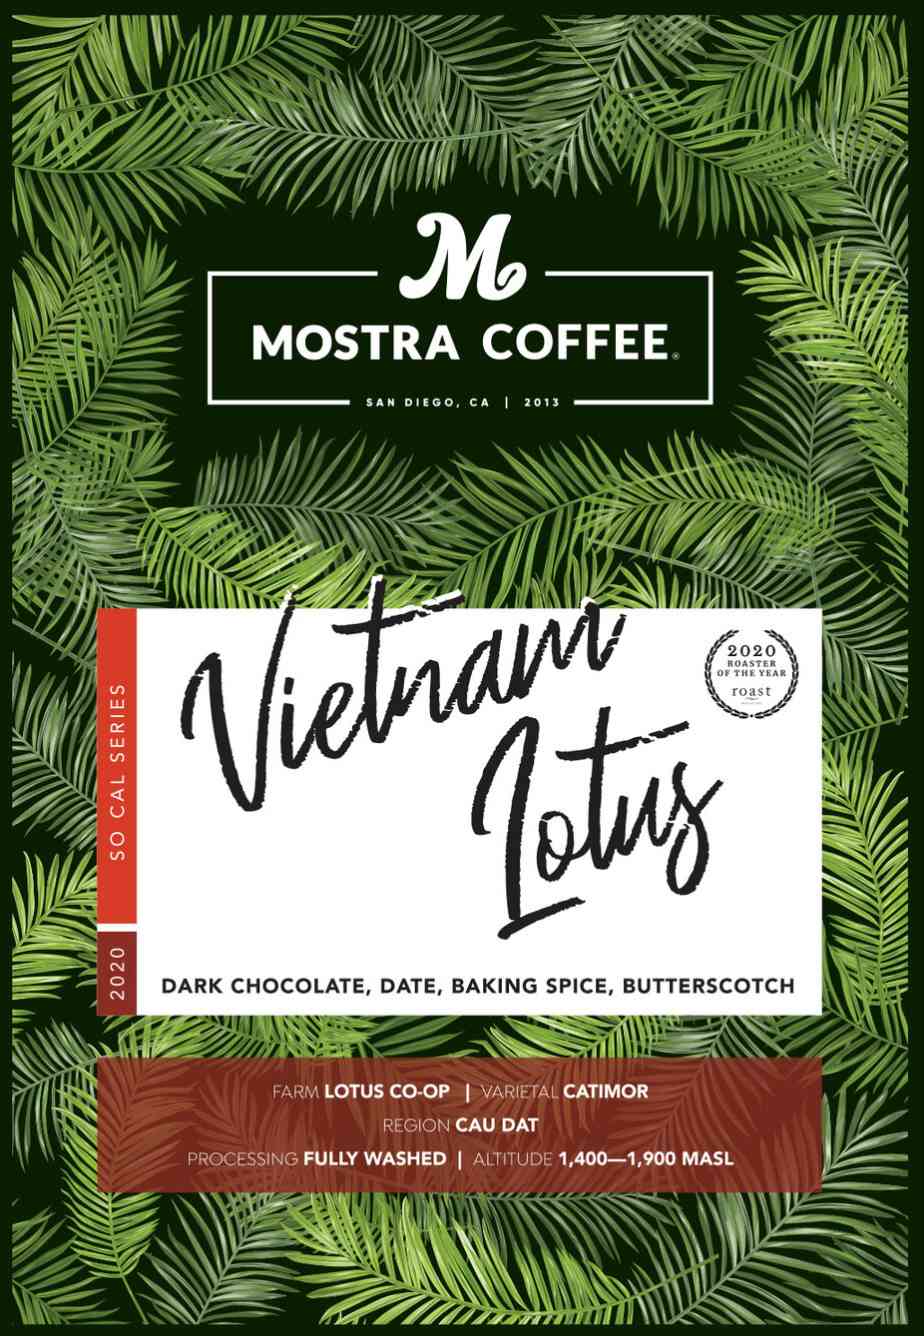 M
MOSTRA COFFEE®
SAN DIEGO, CA | 2013
Vietnam
Lotus
2020
ROASTER
OF THE YEAR
roast
SO CAL SERIES
2020
DARK CHOCOLATE, DATE, BAKING SPICE, BUTTERSCOTCH
FARM LOTUS CO-OP | VARIETAL CATIMOR
REGION CAU DAT
PROCESSING FULLY WASHED | ALTITUDE 1,400—1,900 MASL